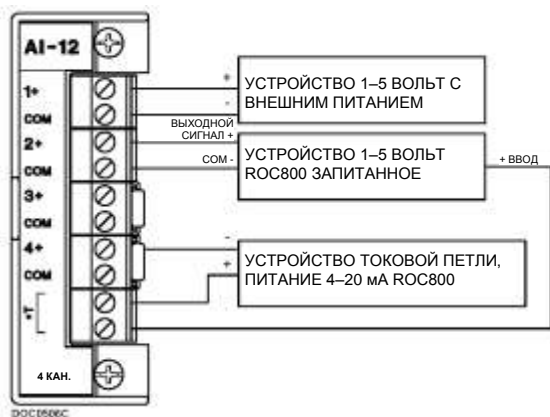 AI-12
1+
COM
2+
COM
3+
COM
4+
COM
+T
4 КАН.
DOC0506C
+
УСТРОЙСТВО 1–5 ВОЛЬТ С
ВНЕШНИМ ПИТАНИЕМ
-
ВЫХОДНОЙ
СИГНАЛ +
COM -
УСТРОЙСТВО 1–5 ВОЛЬТ
ROC800 ЗАПИТАННОЕ
+ ВВОД
-
+
УСТРОЙСТВО ТОКОВОЙ ПЕТЛИ,
ПИТАНИЕ 4–20 мА ROC800